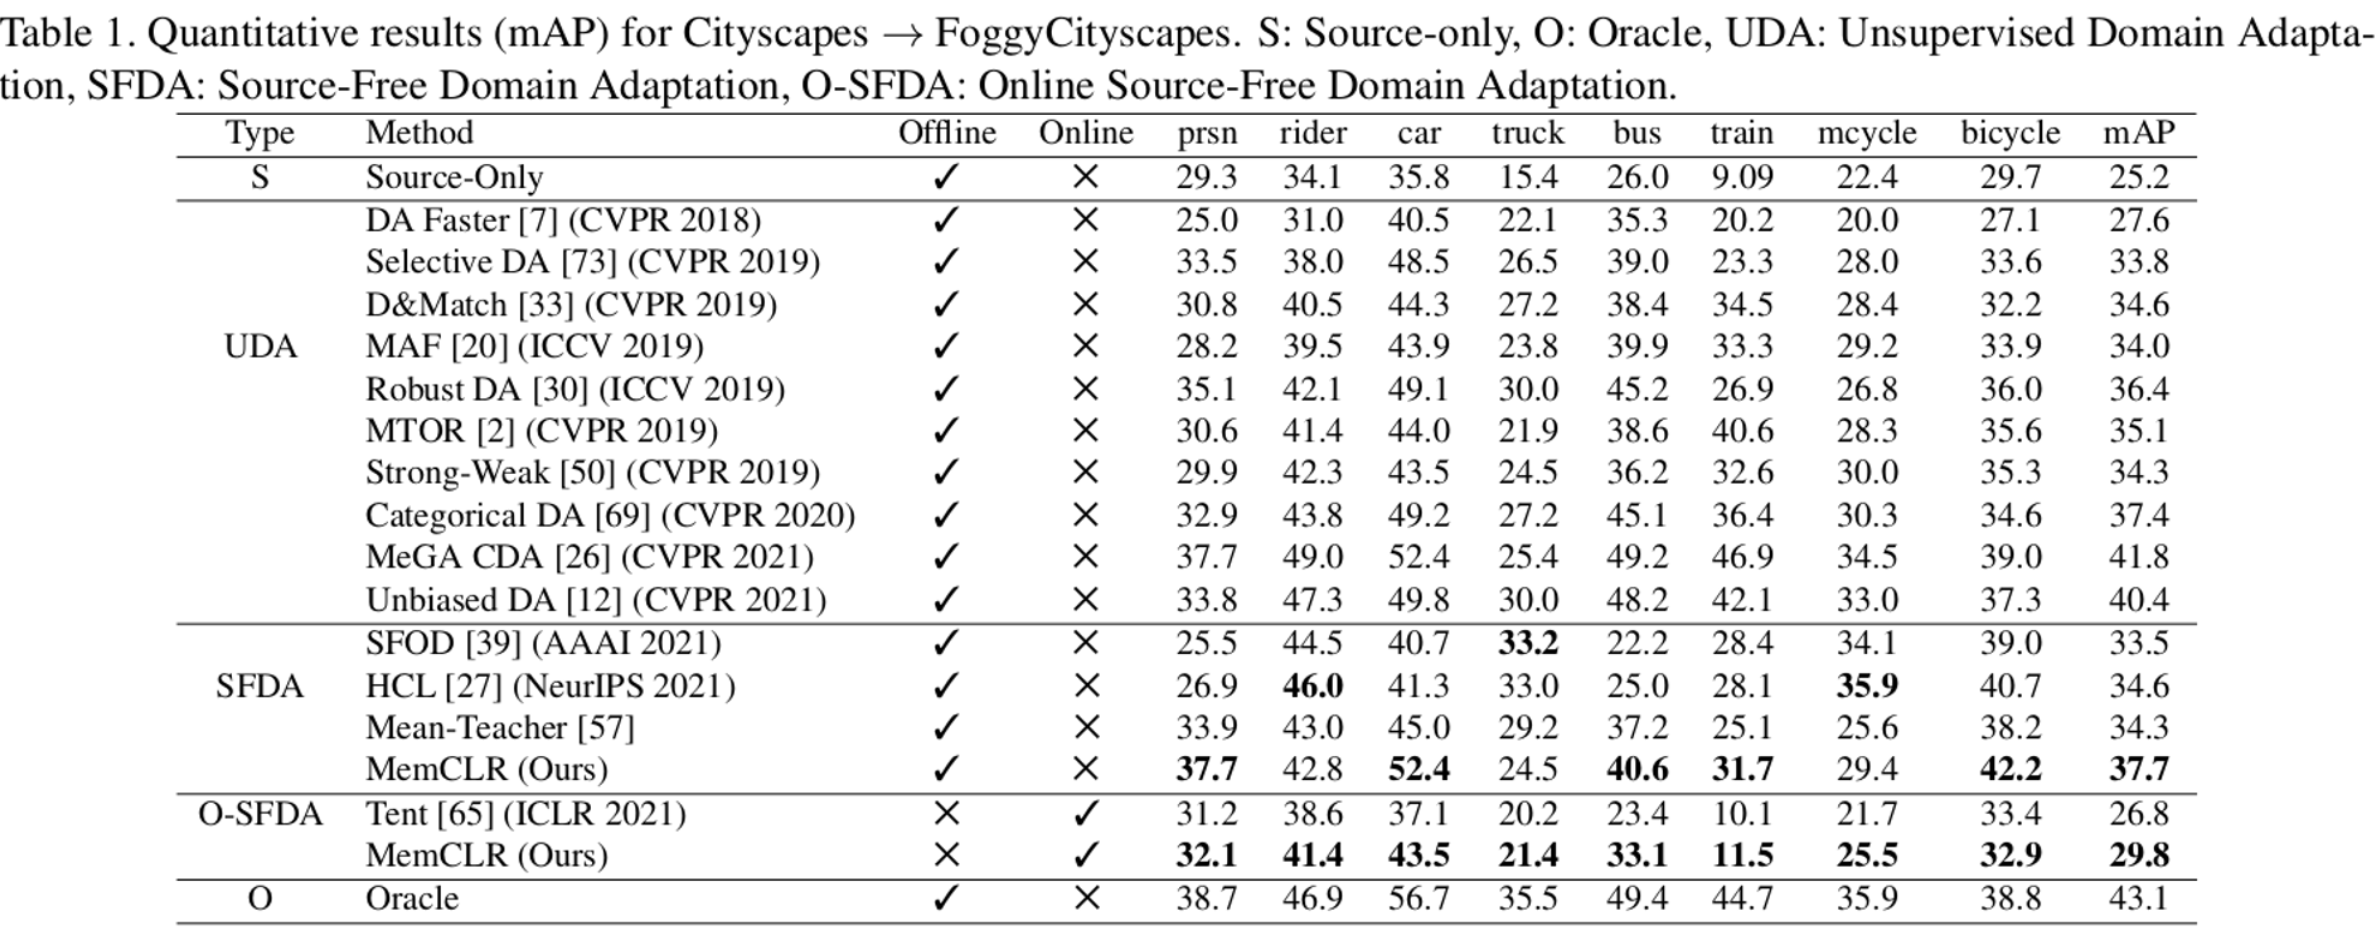 Table 1. Quantitative results (mAP) for Cityscapes → FoggyCityscapes. S: Source-only, O: Oracle, UDA: Unsupervised Domain Adapta-
tion, SFDA: Source-Free Domain Adaptation, O-SFDA: Online Source-Free Domain Adaptation.
Type Method Offline Online prsn rider car truck bus train mcycle bicycle mAP
S Source-Only ✓ ✕ 29.3 34.1 35.8 15.4 26.0 9.09 22.4 29.7 25.2
DA Faster [7] (CVPR 2018) ✓ ✕ 25.0 31.0 40.5 22.1 35.3 20.2 20.0 27.1 27.6
Selective DA [73] (CVPR 2019) ✓ ✕ 33.5 38.0 48.5 26.5 39.0 23.3 28.0 33.6 33.8
D&Match [33] (CVPR 2019) ✓ ✕ 30.8 40.5 44.3 27.2 38.4 34.5 28.4 32.2 34.6
UDA MAF [20] (ICCV 2019) ✓ ✕ 28.2 39.5 43.9 23.8 39.9 33.3 29.2 33.9 34.0
Robust DA [30] (ICCV 2019) ✓ ✕ 35.1 42.1 49.1 30.0 45.2 26.9 26.8 36.0 36.4
MTOR [2] (CVPR 2019) ✓ ✕ 30.6 41.4 44.0 21.9 38.6 40.6 28.3 35.6 35.1
Strong-Weak [50] (CVPR 2019) ✓ ✕ 29.9 42.3 43.5 24.5 36.2 32.6 30.0 35.3 34.3
Categorical DA [69] (CVPR 2020) ✓ ✕ 32.9 43.8 49.2 27.2 45.1 36.4 30.3 34.6 37.4
MeGA CDA [26] (CVPR 2021) ✓ ✕ 37.7 49.0 52.4 25.4 49.2 46.9 34.5 39.0 41.8
Unbiased DA [12] (CVPR 2021) ✓ ✕ 33.8 47.3 49.8 30.0 48.2 42.1 33.0 37.3 40.4
SFOD [39] (AAAI 2021) ✓ ✕ 25.5 44.5 40.7 33.2 22.2 28.4 34.1 39.0 33.5
SFDA HCL [27] (NeurIPS 2021) ✓ ✕ 26.9 46.0 41.3 33.0 25.0 28.1 35.9 40.7 34.6
Mean-Teacher [57] ✓ ✕ 33.9 43.0 45.0 29.2 37.2 25.1 25.6 38.2 34.3
MemCLR (Ours) ✓ ✕ 37.7 42.8 52.4 24.5 40.6 31.7 29.4 42.2 37.7
O-SFDA Tent [65] (ICLR 2021) ✕ ✓ 31.2 38.6 37.1 20.2 23.4 10.1 21.7 33.4 26.8
MemCLR (Ours) ✕ ✓ 32.1 41.4 43.5 21.4 33.1 11.5 25.5 32.9 29.8
O Oracle ✓ ✕ 38.7 46.9 56.7 35.5 49.4 44.7 35.9 38.8 43.1